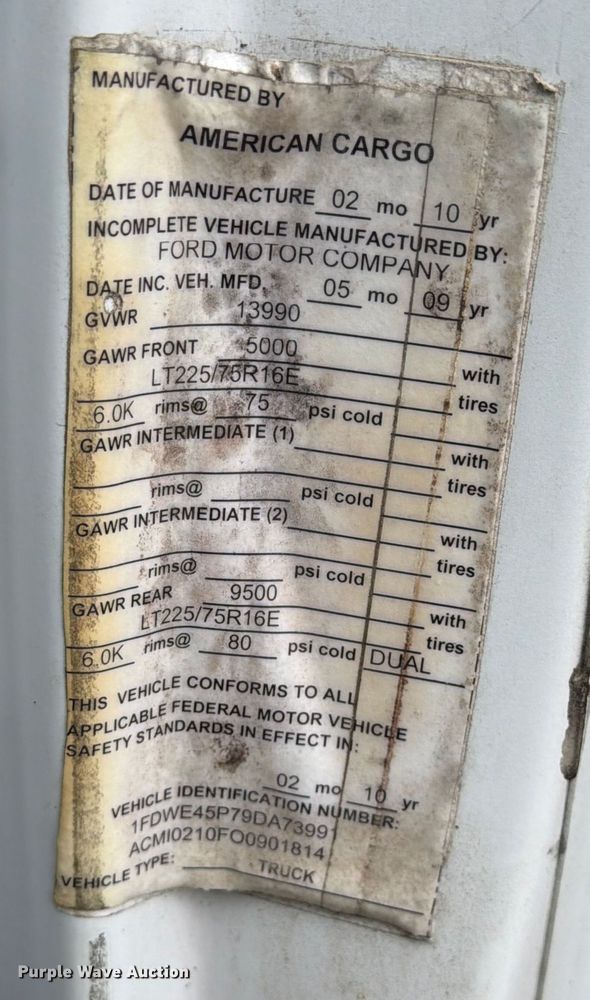 MANUFACTURED BY
AMERICAN CARGO
DATE OF MANUFACTURE 02 mo 10 yr
INCOMPLETE VEHICLE MANUFACTURED BY:
FORD MOTOR COMPANY
DATE INC. VEH. MFD. 05 mo 09 yr
GVWR 13990
GAWR FRONT 5000 with
LT225/75R16E tires
6.0K rims@ 75 psi cold
GAWR INTERMEDIATE (1) with
tires
rims@ psi cold
GAWR INTERMEDIATE (2) with
tires
rims@ psi cold
GAWR REAR 9500 with
LT225/75R16E tires
6.0K rims@ 80 psi cold DUAL
THIS VEHICLE CONFORMS TO ALL
APPLICABLE FEDERAL MOTOR VEHICLE
SAFETY STANDARDS IN EFFECT IN:
02 mo 10 yr
VEHICLE IDENTIFICATION NUMBER:
1FDWE45P79DA73991
ACMI0210FO0901814
VEHICLE TYPE: TRUCK
Purple Wave Auction